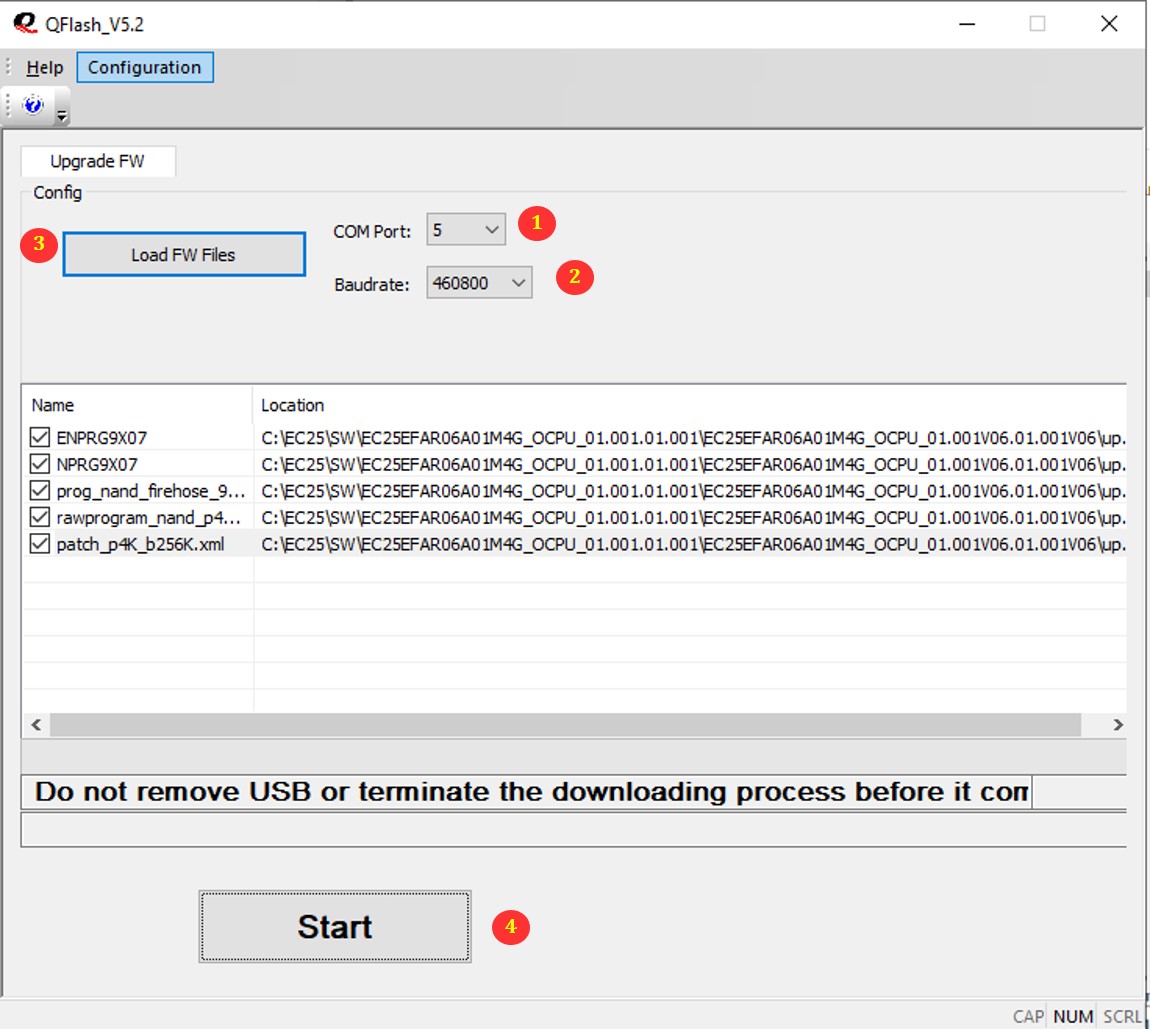 QFlash_V5.2
Help Configuration
Upgrade FW
Config
3 Load FW Files
COM Port: 5 1
Baudrate: 460800 2
Name Location
ENPRG9X07 C:\EC25\SW\EC25EFAR06A01M4G_OCPU_01.001.01.001\EC25EFAR06A01M4G_OCPU_01.001V06.01.001V06\up.
NPRG9X07 C:\EC25\SW\EC25EFAR06A01M4G_OCPU_01.001.01.001\EC25EFAR06A01M4G_OCPU_01.001V06.01.001V06\up.
prog_nand_firehose_9... C:\EC25\SW\EC25EFAR06A01M4G_OCPU_01.001.01.001\EC25EFAR06A01M4G_OCPU_01.001V06.01.001V06\up.
rawprogram_nand_p4... C:\EC25\SW\EC25EFAR06A01M4G_OCPU_01.001.01.001\EC25EFAR06A01M4G_OCPU_01.001V06.01.001V06\up.
patch_p4K_b256K.xml C:\EC25\SW\EC25EFAR06A01M4G_OCPU_01.001.01.001\EC25EFAR06A01M4G_OCPU_01.001V06.01.001V06\up.
Do not remove USB or terminate the downloading process before it com
Start 4
CAP NUM SCRL